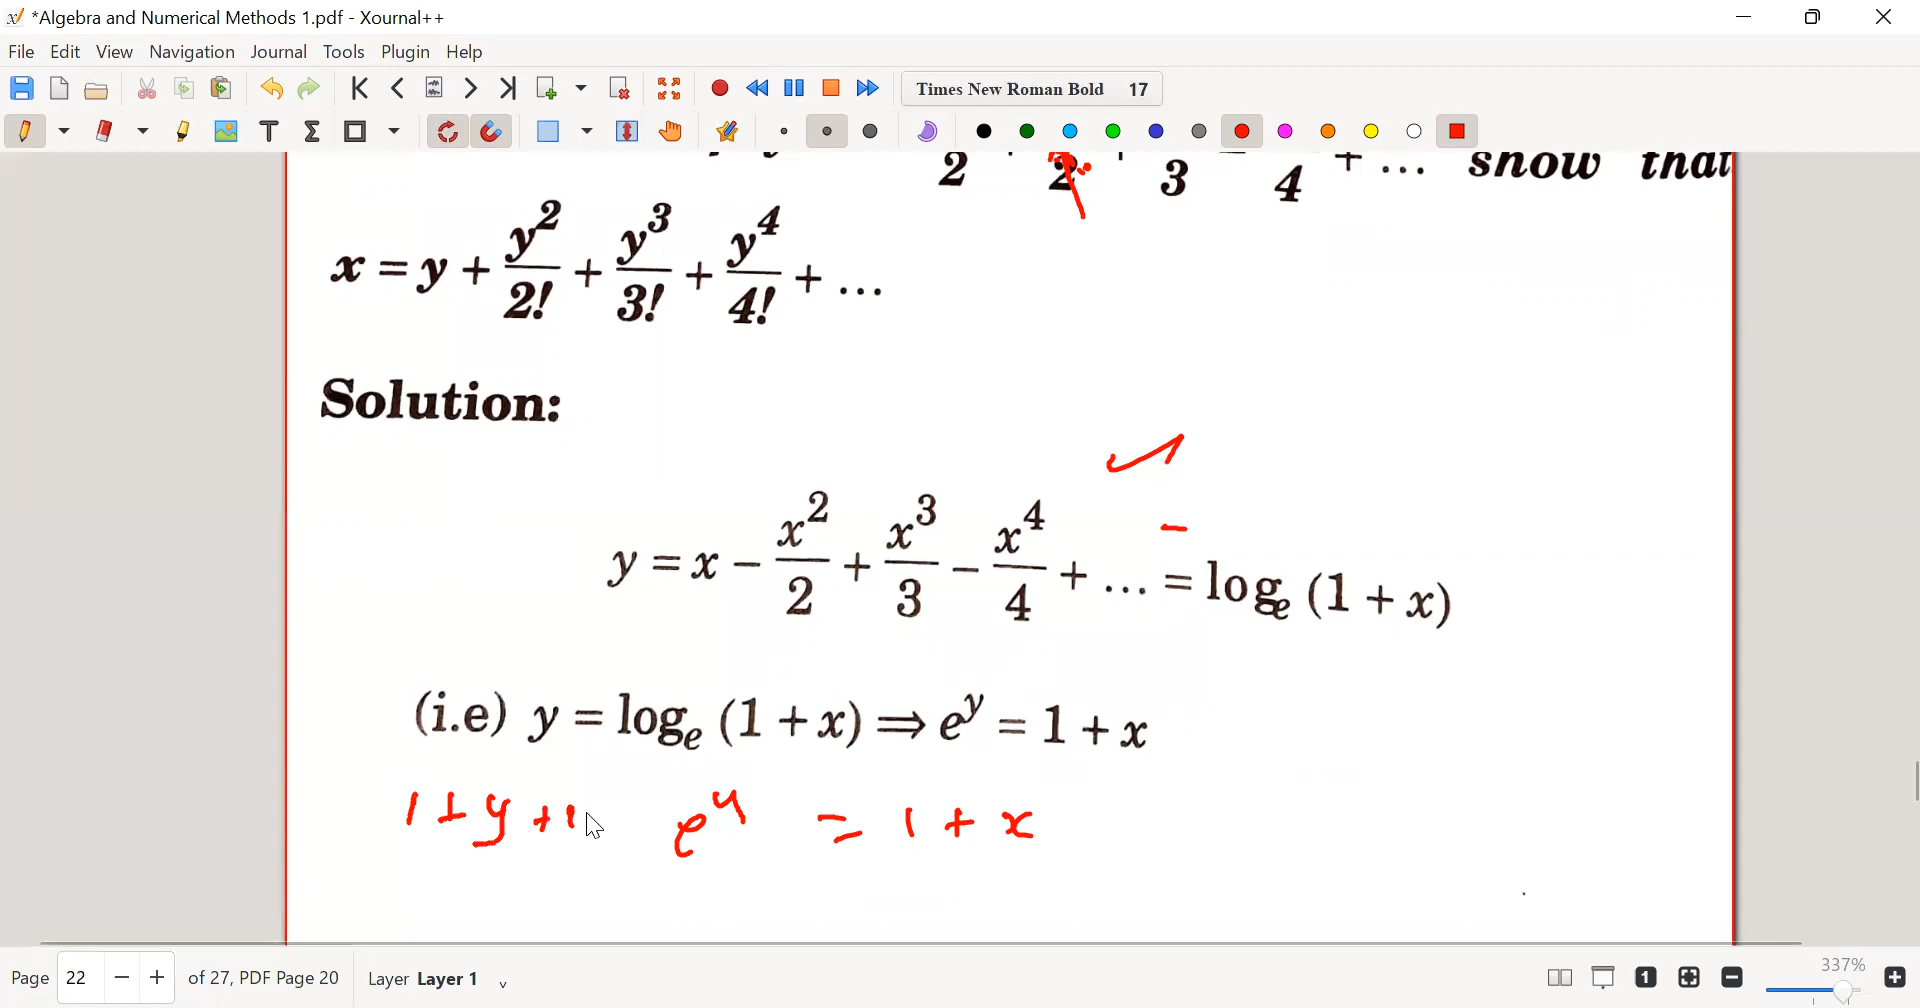 *Algebra and Numerical Methods 1.pdf - Xournal++
File Edit View Navigation Journal Tools Plugin Help
Times New Roman Bold 17
2 + 2 + 3 4 + ... show that
x = y + y²/2! + y³/3! + y⁴/4! + ...
Solution:
y = x − x²/2 + x³/3 − x⁴/4 + ... = logₑ (1 + x)
(i.e) y = logₑ (1 + x) ⇒ e^y = 1 + x
1 + y + e^y = 1 + x
Page 22 of 27, PDF Page 20 Layer Layer 1 337%